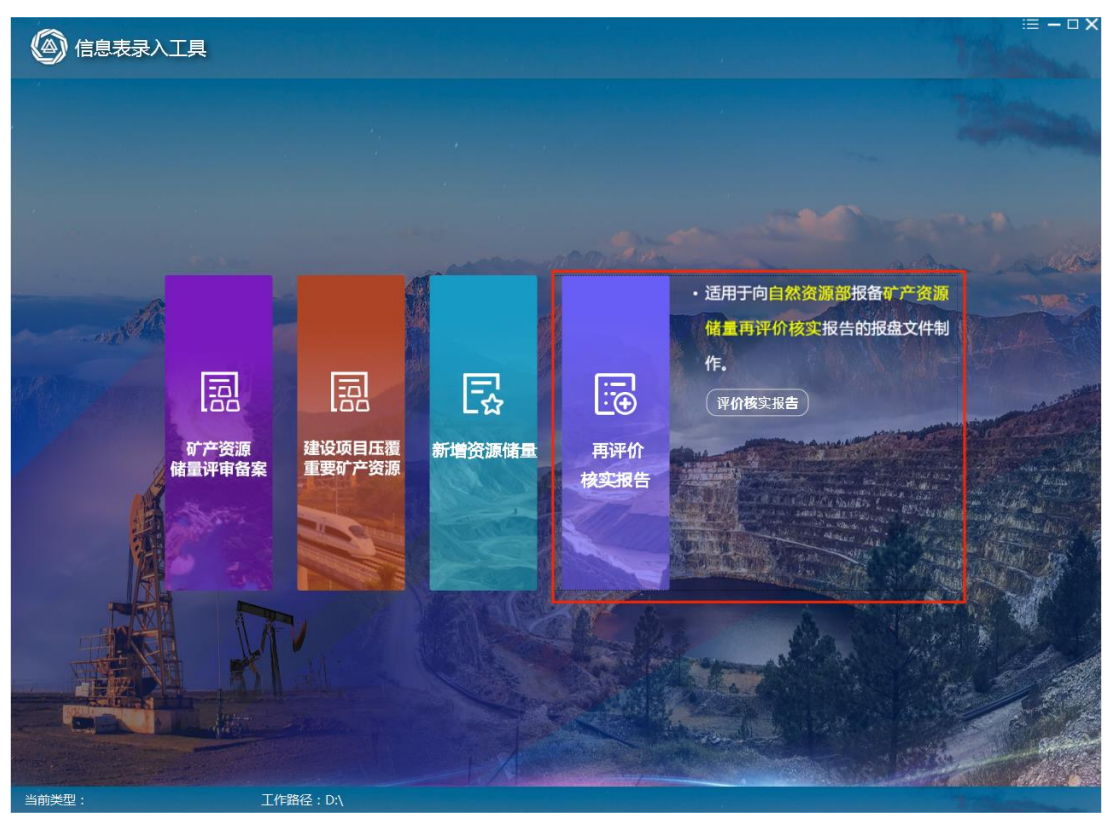 信息表录入工具
矿产资源
储量评审备案
建设项目压覆
重要矿产资源
新增资源储量
再评价
核实报告
• 适用于向自然资源部报备矿产资源
储量再评价核实报告的报盘文件制
作。
评价核实报告
当前类型：
工作路径：D:\